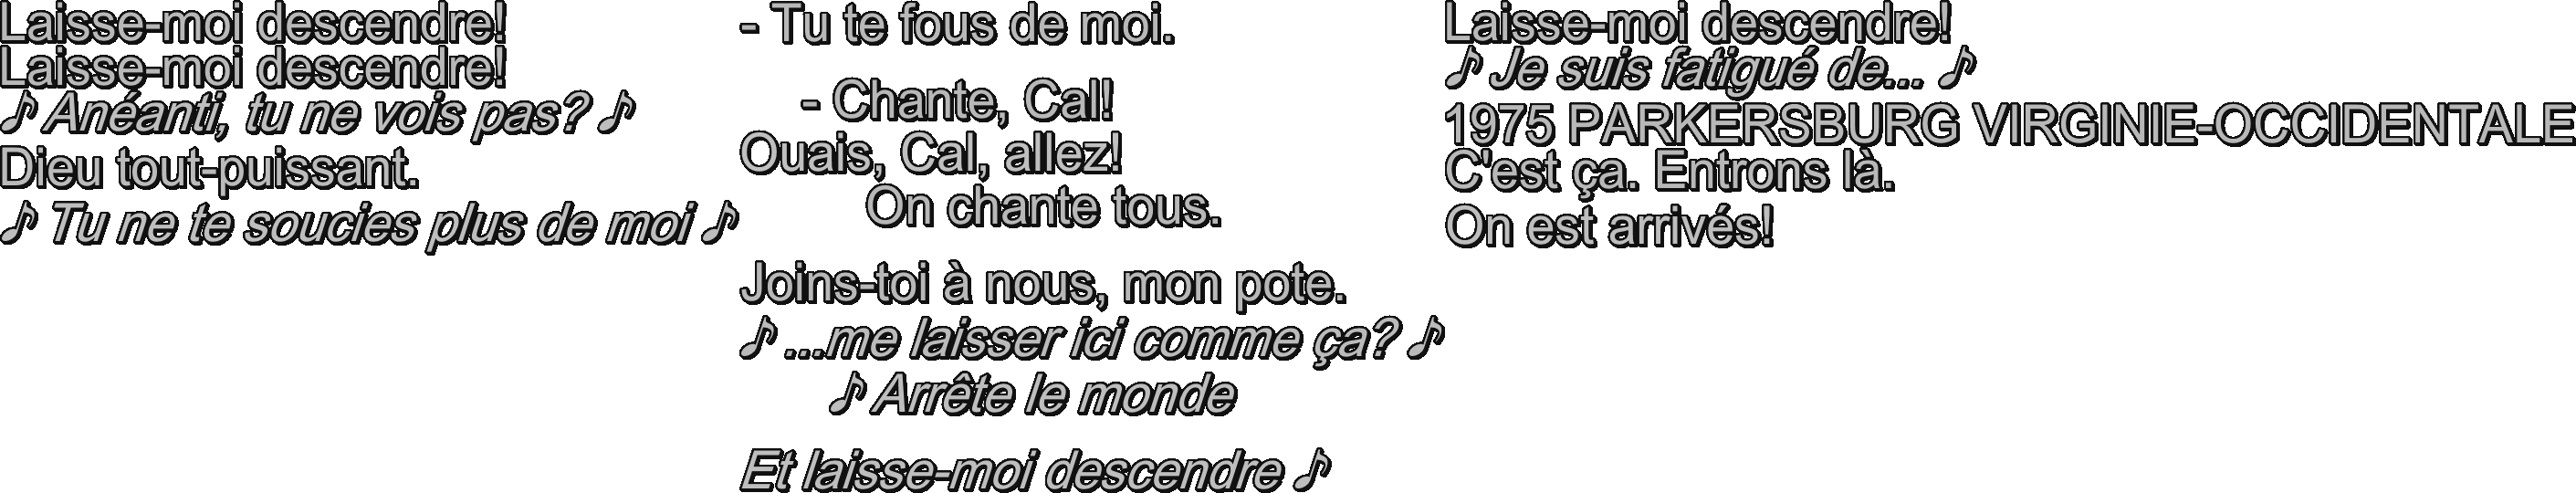 Laisse-moi descendre!
Laisse-moi descendre!
♪ Anéanti, tu ne vois pas? ♪
Dieu tout-puissant.
♪ Tu ne te soucies plus de moi ♪
- Tu te fous de moi.
- Chante, Cal!
Ouais, Cal, allez!
On chante tous.
Joins-toi à nous, mon pote.
♪ ...me laisser ici comme ça? ♪
♪ Arrête le monde
Et laisse-moi descendre ♪
Laisse-moi descendre!
♪ Je suis fatigué de... ♪
1975 PARKERSBURG VIRGINIE-OCCIDENTALE
C'est ça. Entrons là.
On est arrivés!